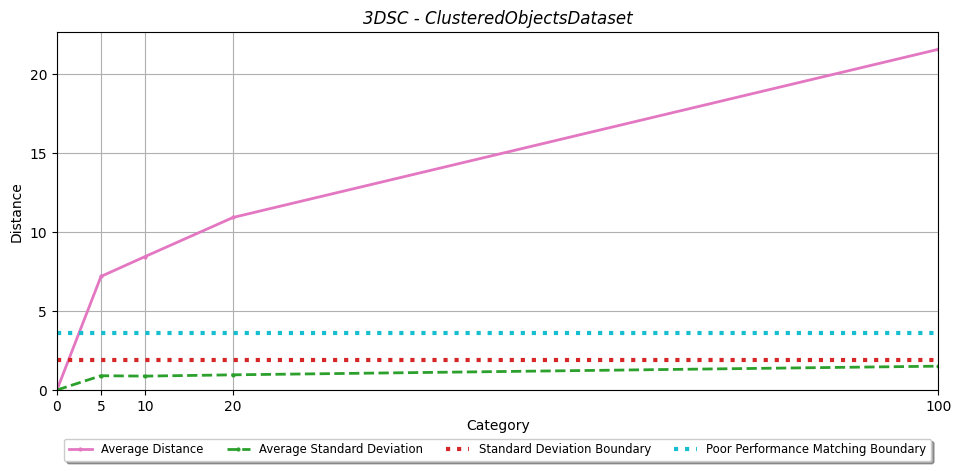 3DSC - ClusteredObjectsDataset
20
15
10
5
0
Distance
0 5 10 20 100
Category
Average Distance Average Standard Deviation Standard Deviation Boundary Poor Performance Matching Boundary